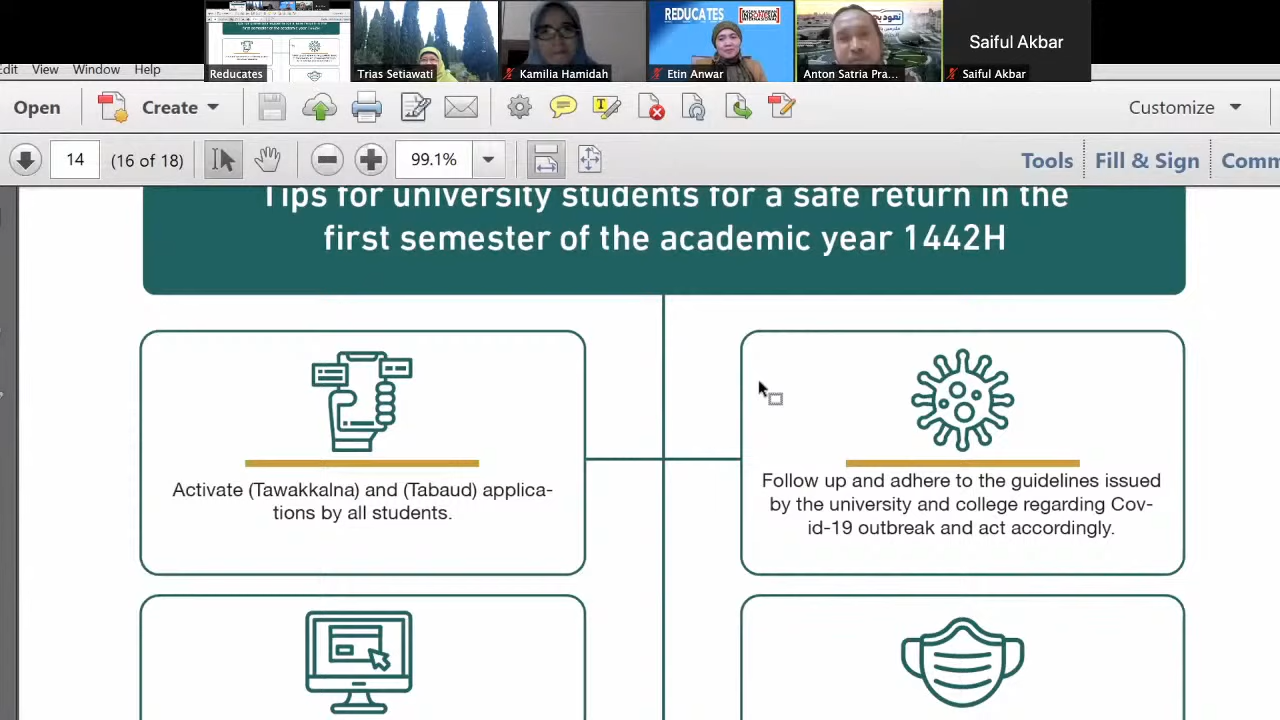 REDUCATES
Saiful Akbar
Reducates
Trias Setiawati
Kamilia Hamidah
Etin Anwar
Anton Satria Pra...
Saiful Akbar
dit View Window Help
Open Create Customize
14 (16 of 18) 99.1% Tools Fill & Sign Comm
Tips for university students for a safe return in the
first semester of the academic year 1442H
Activate (Tawakkalna) and (Tabaud) applica-
tions by all students.
Follow up and adhere to the guidelines issued
by the university and college regarding Cov-
id-19 outbreak and act accordingly.